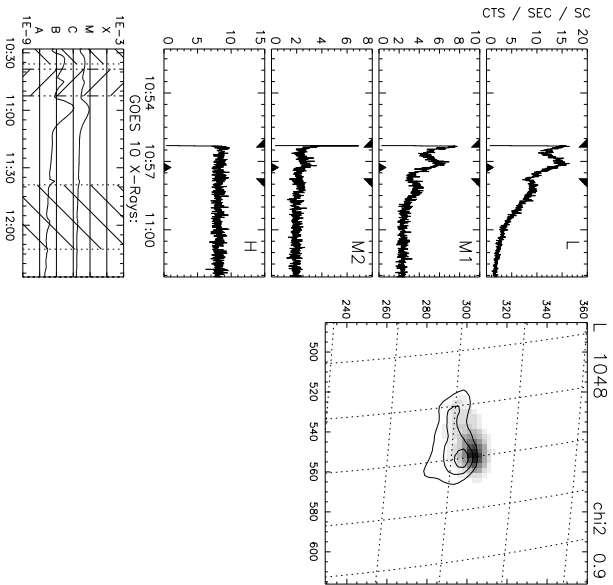 CTS / SEC / SC
0 5 10 15 20
L
0 2 4 6 8 10
M1
0 2 4 6 8
M2
0 5 10 15
H
10:54 10:57 11:00
GOES 10 X-Rays:
1E-9 1E-3
A B C M X
10:30 11:00 11:30 12:00
L 1048 chi2 0.9
240 260 280 300 320 340 360
500 520 540 560 580 600